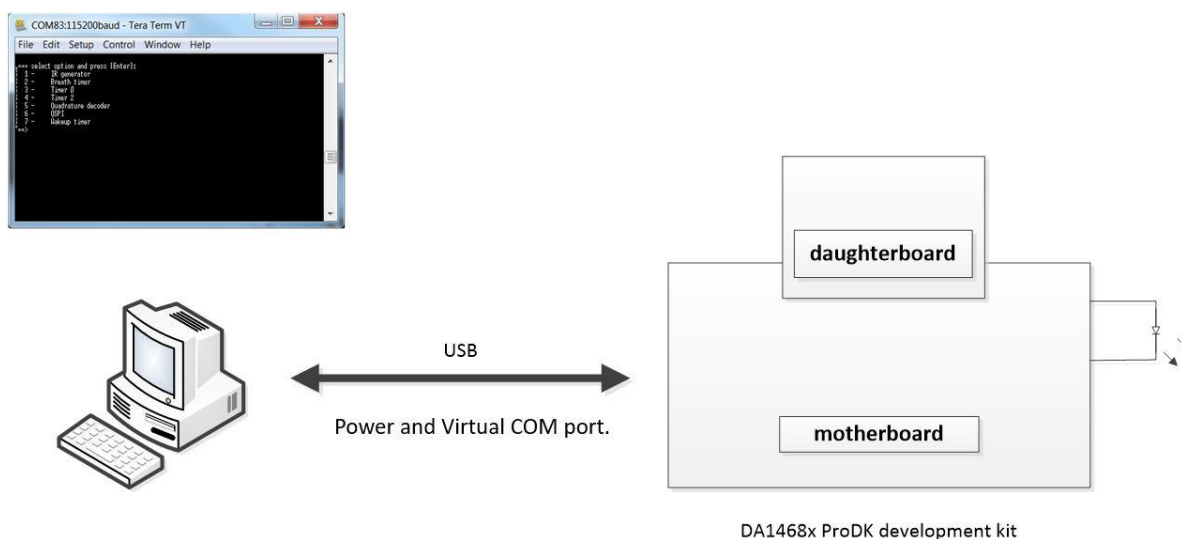 COM83:115200baud - Tera Term VT
File Edit Setup Control Window Help
*** select option and press [Enter]:
1 - IR generator
2 - Breath timer
3 - Timer 0
4 - Timer 2
5 - Quadrature decoder
6 - QSPI
7 - Wakeup timer
daughterboard
USB
Power and Virtual COM port.
motherboard
DA1468x ProDK development kit